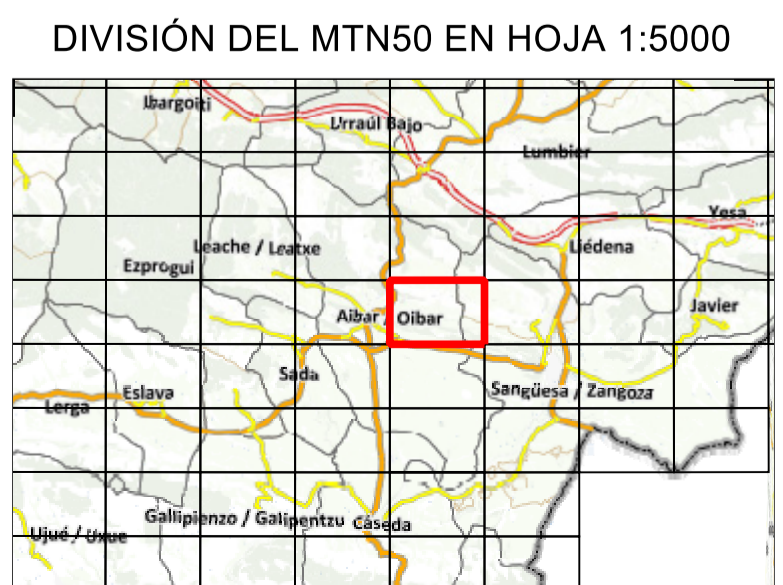 DIVISIÓN DEL MTN50 EN HOJA 1:5000
Ibargoiti
Urraúl Bajo
Lumbier
Yesa
Leache / Leatxe
Liédena
Ezprogui
Javier
Aibar / Oibar
Sada
Eslava
Sangüesa / Zangoza
Lerga
Gallipienzo / Galipentzu
Cáseda
Ujué / Uxue